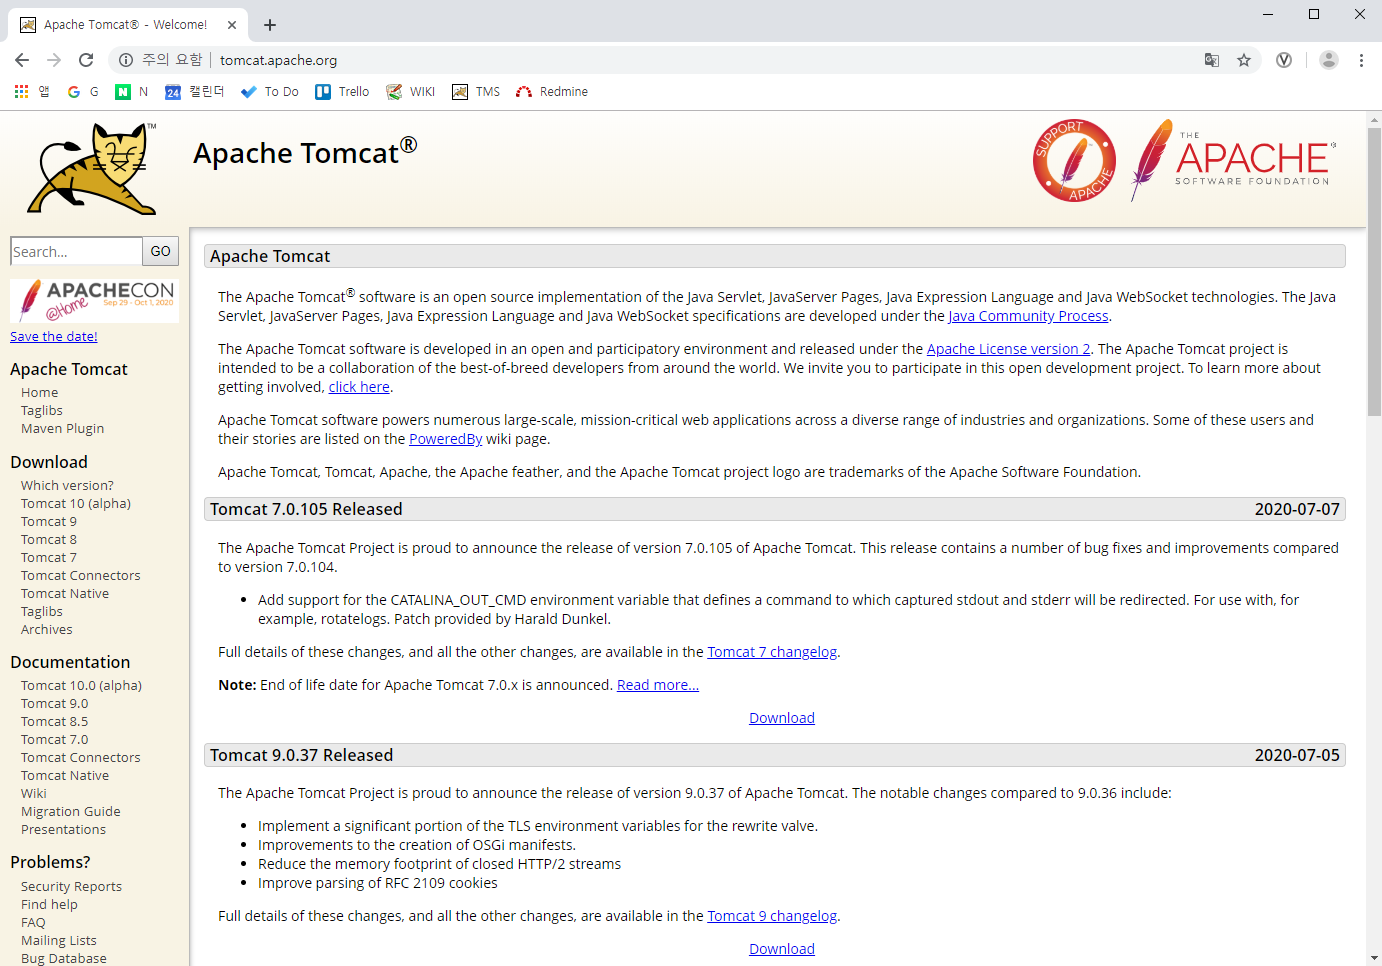 Apache Tomcat® - Welcome!
주의 요함 | tomcat.apache.org
앱 G G N N 24 캘린더 To Do Trello WIKI TMS Redmine
TM
Apache Tomcat®
SUPPORT APACHE
THE
APACHE®
SOFTWARE FOUNDATION
Search... GO
APACHECON
@Home Sep 29 - Oct 1, 2020
Save the date!
Apache Tomcat
Home
Taglibs
Maven Plugin
Download
Which version?
Tomcat 10 (alpha)
Tomcat 9
Tomcat 8
Tomcat 7
Tomcat Connectors
Tomcat Native
Taglibs
Archives
Documentation
Tomcat 10.0 (alpha)
Tomcat 9.0
Tomcat 8.5
Tomcat 7.0
Tomcat Connectors
Tomcat Native
Wiki
Migration Guide
Presentations
Problems?
Security Reports
Find help
FAQ
Mailing Lists
Bug Database
Apache Tomcat
The Apache Tomcat® software is an open source implementation of the Java Servlet, JavaServer Pages, Java Expression Language and Java WebSocket technologies. The Java
Servlet, JavaServer Pages, Java Expression Language and Java WebSocket specifications are developed under the Java Community Process.
The Apache Tomcat software is developed in an open and participatory environment and released under the Apache License version 2. The Apache Tomcat project is
intended to be a collaboration of the best-of-breed developers from around the world. We invite you to participate in this open development project. To learn more about
getting involved, click here.
Apache Tomcat software powers numerous large-scale, mission-critical web applications across a diverse range of industries and organizations. Some of these users and
their stories are listed on the PoweredBy wiki page.
Apache Tomcat, Tomcat, Apache, the Apache feather, and the Apache Tomcat project logo are trademarks of the Apache Software Foundation.
Tomcat 7.0.105 Released 2020-07-07
The Apache Tomcat Project is proud to announce the release of version 7.0.105 of Apache Tomcat. This release contains a number of bug fixes and improvements compared
to version 7.0.104.
• Add support for the CATALINA_OUT_CMD environment variable that defines a command to which captured stdout and stderr will be redirected. For use with, for
example, rotatelogs. Patch provided by Harald Dunkel.
Full details of these changes, and all the other changes, are available in the Tomcat 7 changelog.
Note: End of life date for Apache Tomcat 7.0.x is announced. Read more...
Download
Tomcat 9.0.37 Released 2020-07-05
The Apache Tomcat Project is proud to announce the release of version 9.0.37 of Apache Tomcat. The notable changes compared to 9.0.36 include:
• Implement a significant portion of the TLS environment variables for the rewrite valve.
• Improvements to the creation of OSGi manifests.
• Reduce the memory footprint of closed HTTP/2 streams
• Improve parsing of RFC 2109 cookies
Full details of these changes, and all the other changes, are available in the Tomcat 9 changelog.
Download